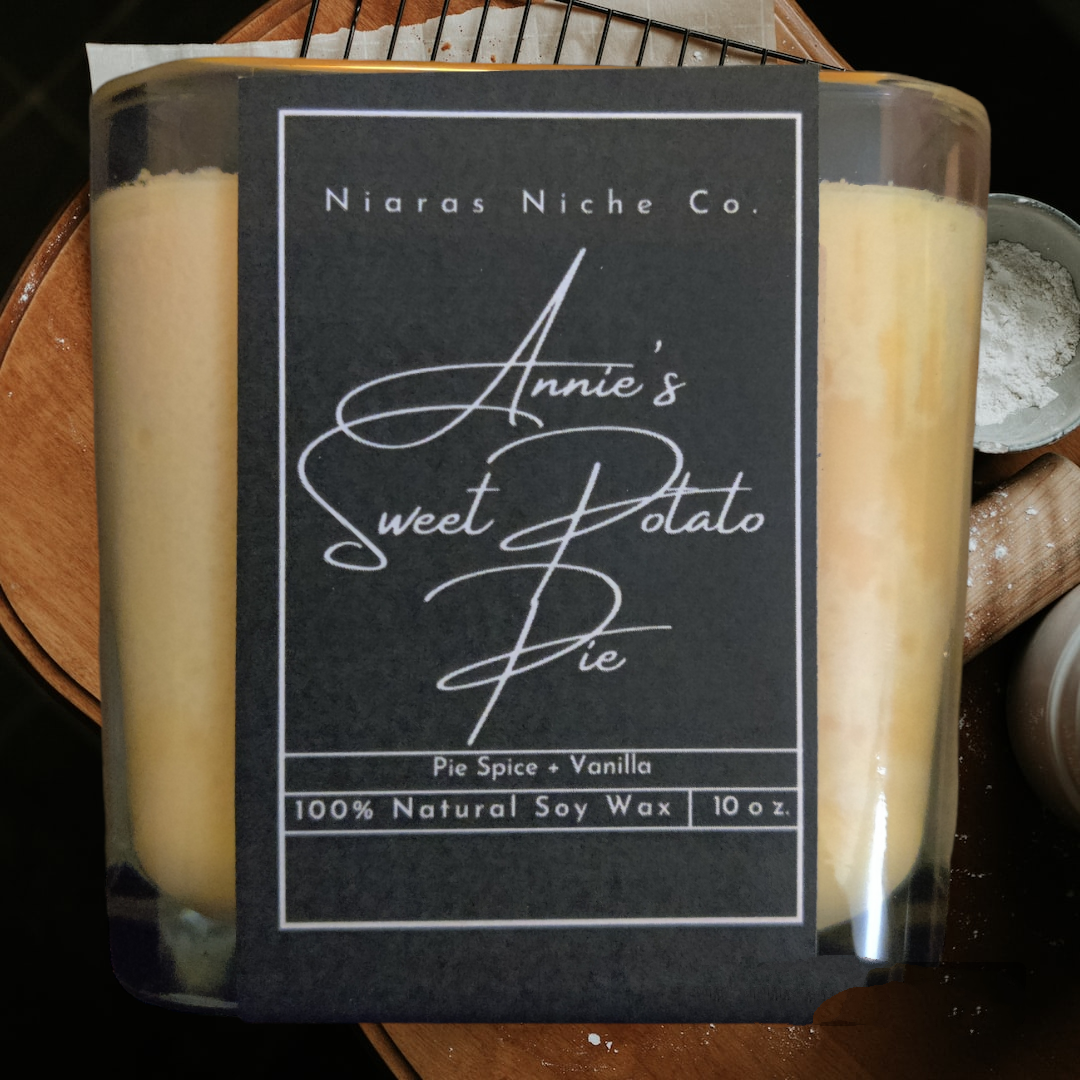 Niaras Niche Co.
Annie's
Sweet Potato
Pie
Pie Spice + Vanilla
100% Natural Soy Wax 10 oz.